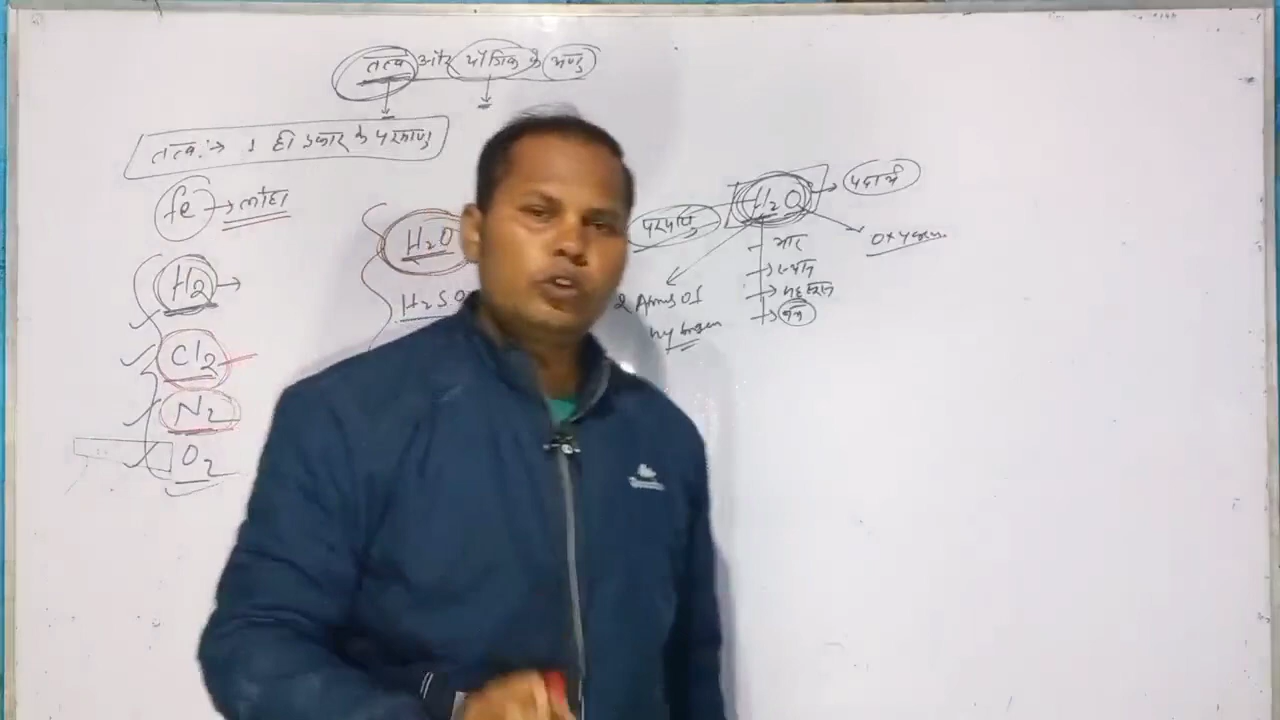 तत्व और यौगिक के अणु
तत्व:→ 1 ही प्रकार के परमाणु
fe → लोहा
H2 →
Cl2
N2
O2
H2O
H2SO
परमाणु
H2O → पदार्थ
Oxygen
भार
स्थान
2 Atoms Of
hydrogen